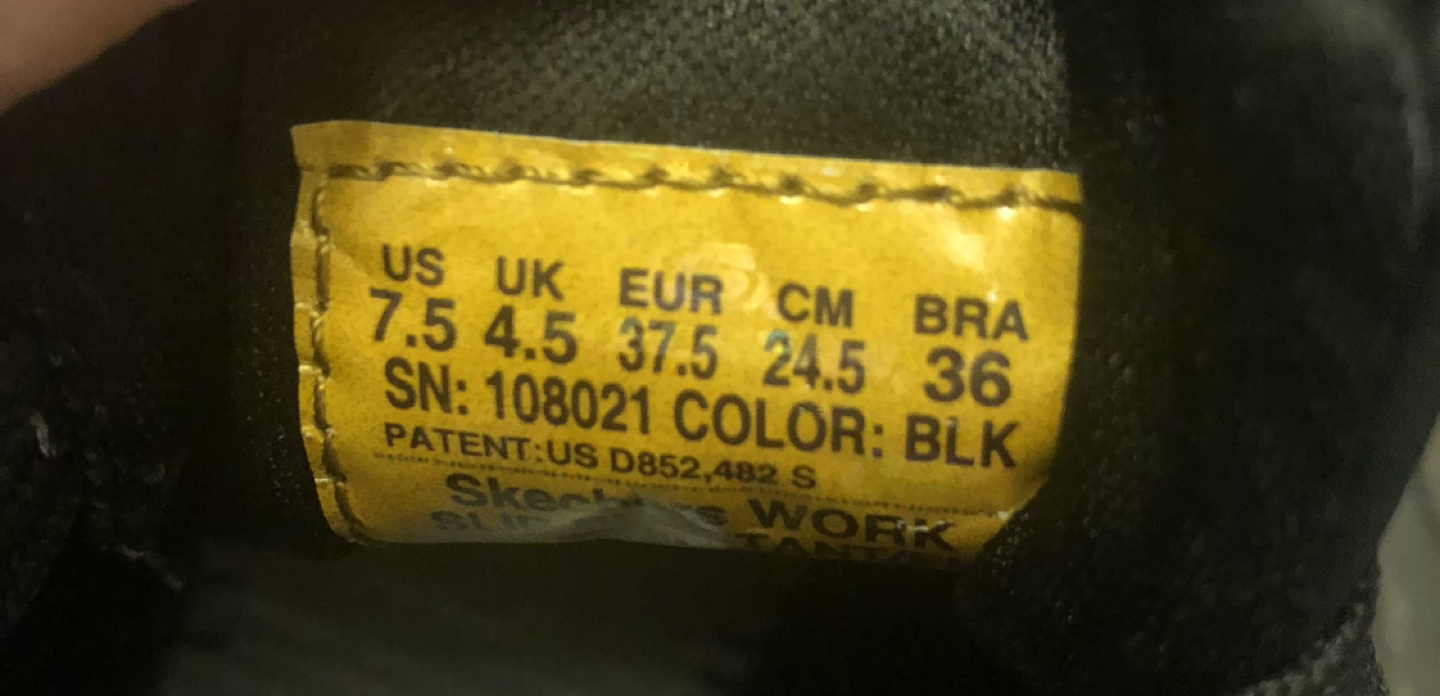 US UK EUR CM BRA
7.5 4.5 37.5 24.5 36
SN: 108021 COLOR: BLK
PATENT:US D852,482 S
Skechers WORK